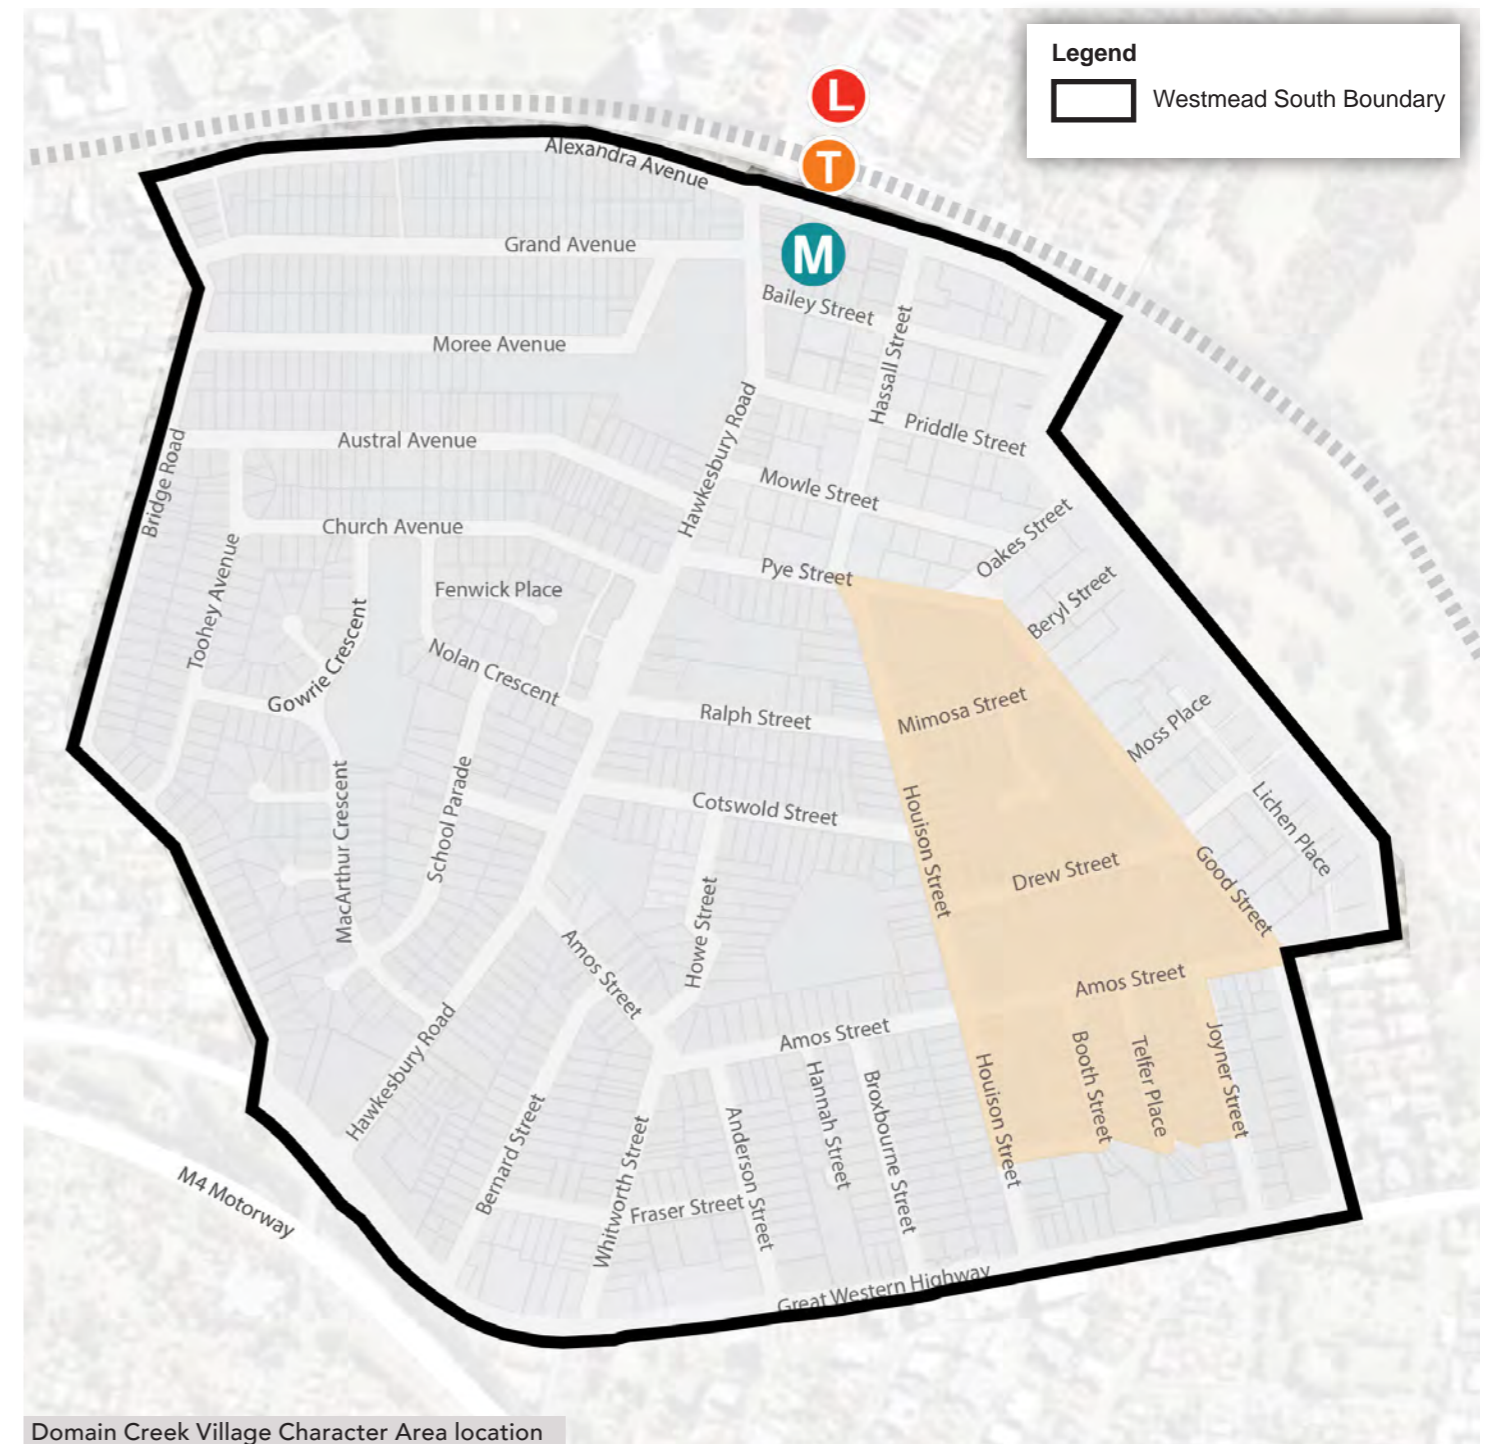 Legend
Westmead South Boundary
L
T
M
Alexandra Avenue
Grand Avenue
Bailey Street
Moree Avenue
Hassall Street
Priddle Street
Austral Avenue
Hawkesbury Road
Bridge Road
Mowle Street
Church Avenue
Oakes Street
Toohey Avenue
Pye Street
Fenwick Place
Beryl Street
Gowrie Crescent
Nolan Crescent
Mimosa Street
Ralph Street
Moss Place
MacArthur Crescent
School Parade
Cotswold Street
Houison Street
Lichen Place
Drew Street
Good Street
Howe Street
Amos Street
Amos Street
Amos Street
Hawkesbury Road
Joyner Street
Booth Street
Telfer Place
Houison Street
Hannah Street
Broxbourne Street
Anderson Street
Bernard Street
Whitworth Street
Fraser Street
M4 Motorway
Great Western Highway
Domain Creek Village Character Area location